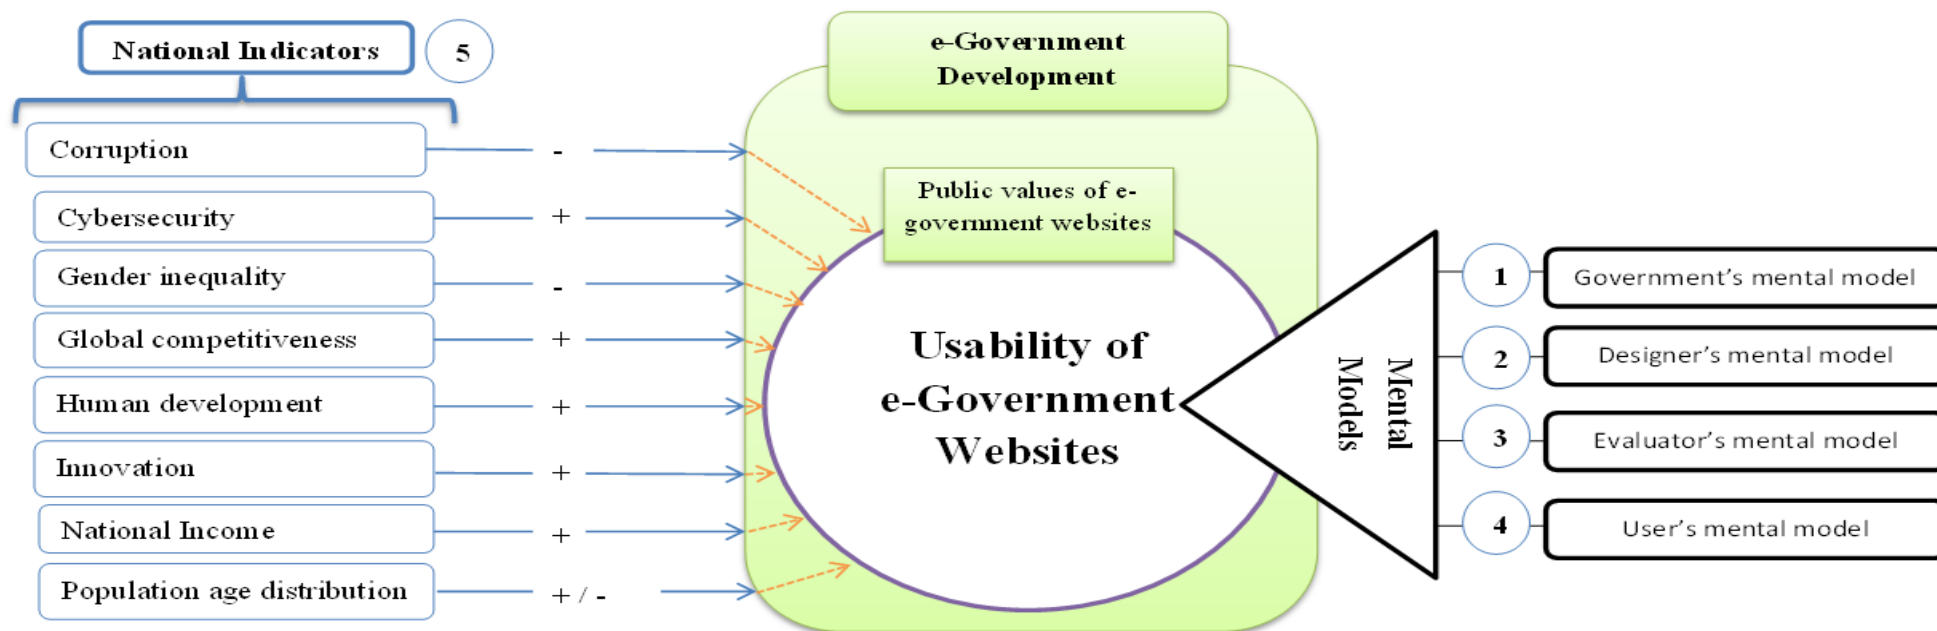 National Indicators
5
Corruption
-
Cybersecurity
+
Gender inequality
-
Global competitiveness
+
Human development
+
Innovation
+
National Income
+
Population age distribution
+ / -
e-Government
Development
Public values of e-
government websites
Usability of
e-Government
Websites
Mental
Models
1
Government’s mental model
2
Designer’s mental model
3
Evaluator’s mental model
4
User’s mental model